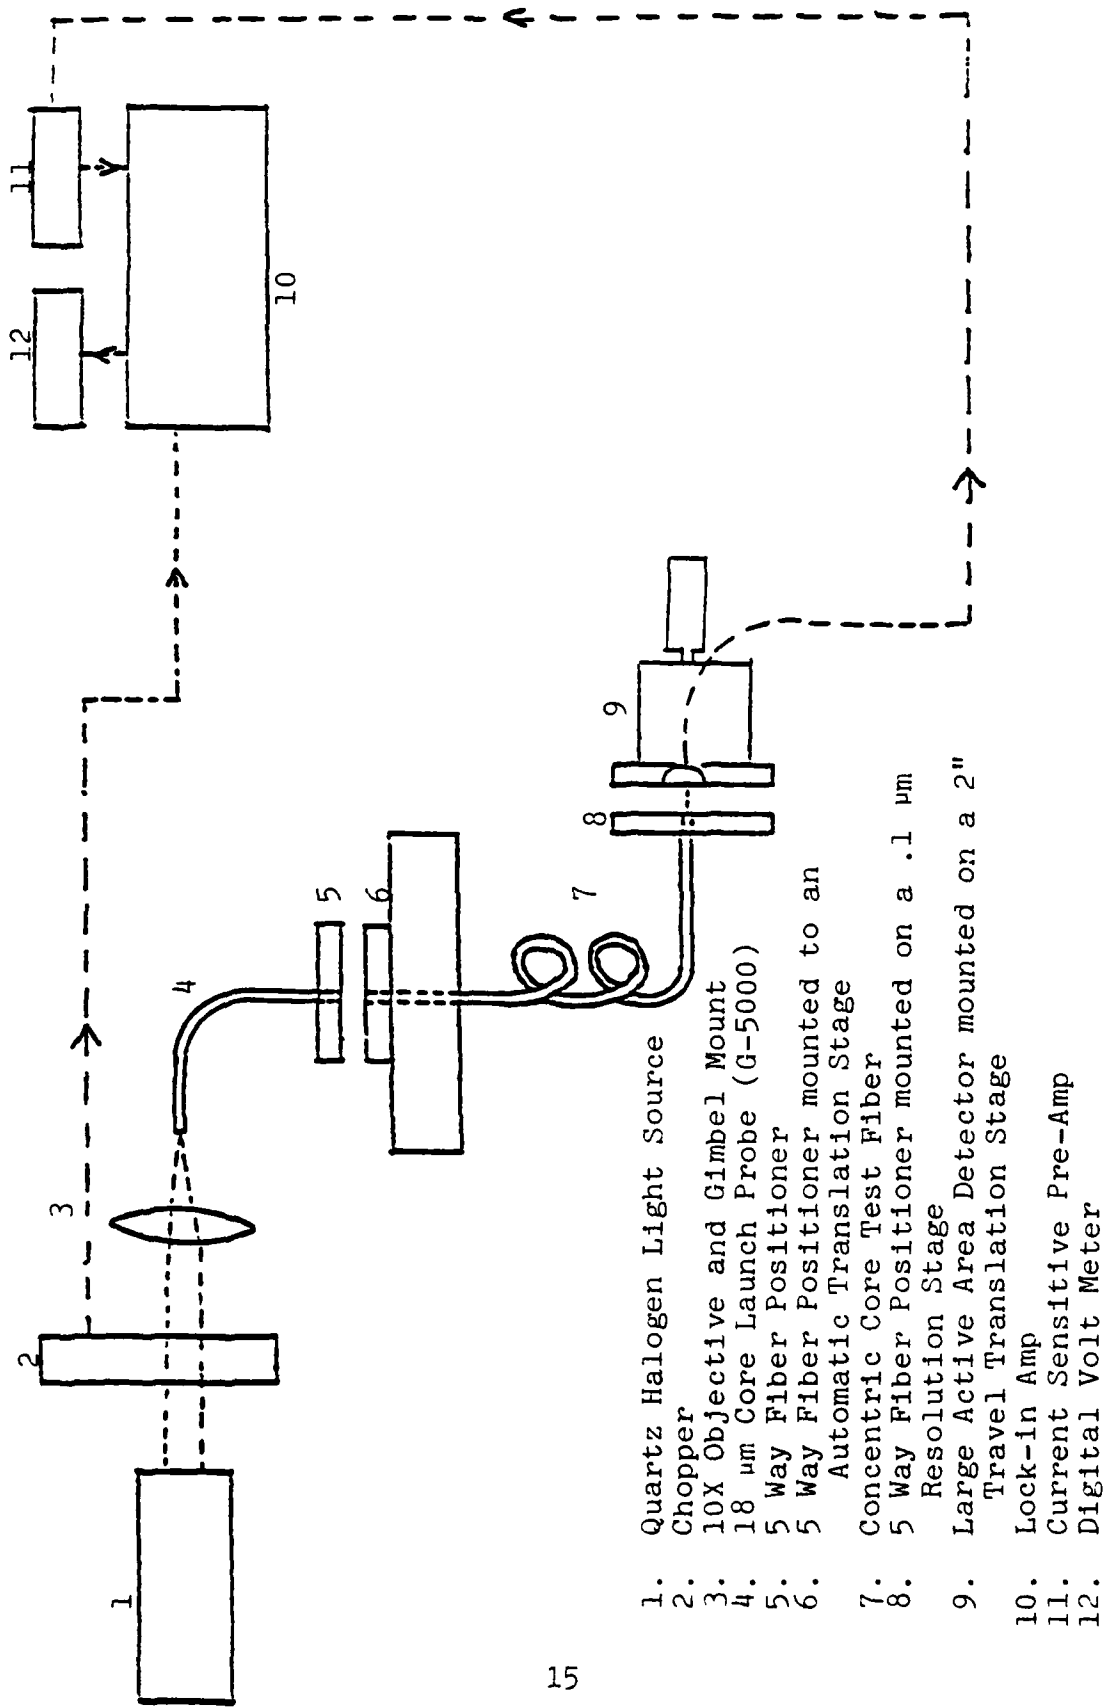 1
2
3
4
5
6
7
8
9
10
11
12
1. Quartz Halogen Light Source
2. Chopper
3. 10X Objective and Gimbel Mount
4. 18 µm Core Launch Probe (G-5000)
5. 5 Way Fiber Positioner
6. 5 Way Fiber Positioner mounted to an
Automatic Translation Stage
7. Concentric Core Test Fiber
8. 5 Way Fiber Positioner mounted on a .1 µm
Resolution Stage
9. Large Active Area Detector mounted on a 2"
Travel Translation Stage
10. Lock-in Amp
11. Current Sensitive Pre-Amp
12. Digital Volt Meter
15